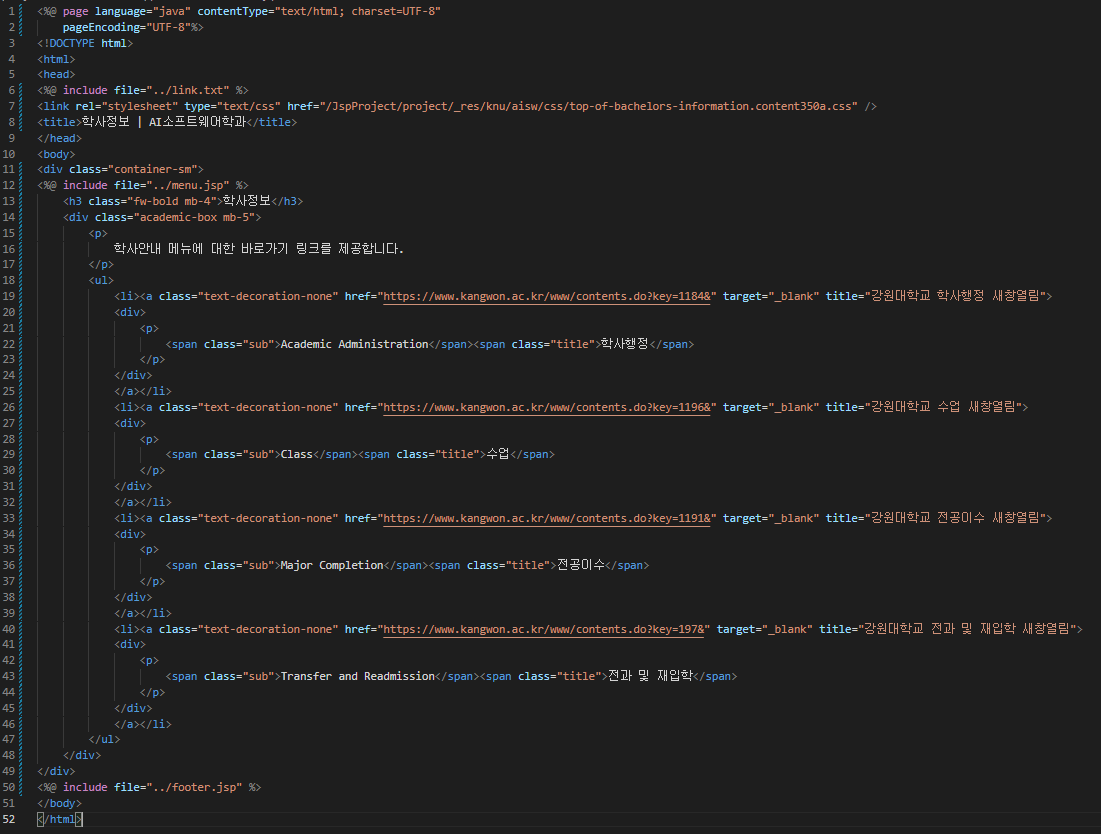 1 <%@ page language="java" contentType="text/html; charset=UTF-8"
2     pageEncoding="UTF-8"%>
3 <!DOCTYPE html>
4 <html>
5 <head>
6 <%@ include file="../link.txt" %>
7 <link rel="stylesheet" type="text/css" href="/JspProject/project/_res/knu/aisw/css/top-of-bachelors-information.content350a.css" />
8 <title>학사정보 | AI소프트웨어학과</title>
9 </head>
10 <body>
11 <div class="container-sm">
12 <%@ include file="../menu.jsp" %>
13     <h3 class="fw-bold mb-4">학사정보</h3>
14     <div class="academic-box mb-5">
15         <p>
16             학사안내 메뉴에 대한 바로가기 링크를 제공합니다.
17         </p>
18         <ul>
19             <li><a class="text-decoration-none" href="https://www.kangwon.ac.kr/www/contents.do?key=1184&" target="_blank" title="강원대학교 학사행정 새창열림">
20             <div>
21                 <p>
22                     <span class="sub">Academic Administration</span><span class="title">학사행정</span>
23                 </p>
24             </div>
25             </a></li>
26             <li><a class="text-decoration-none" href="https://www.kangwon.ac.kr/www/contents.do?key=1196&" target="_blank" title="강원대학교 수업 새창열림">
27             <div>
28                 <p>
29                     <span class="sub">Class</span><span class="title">수업</span>
30                 </p>
31             </div>
32             </a></li>
33             <li><a class="text-decoration-none" href="https://www.kangwon.ac.kr/www/contents.do?key=1191&" target="_blank" title="강원대학교 전공이수 새창열림">
34             <div>
35                 <p>
36                     <span class="sub">Major Completion</span><span class="title">전공이수</span>
37                 </p>
38             </div>
39             </a></li>
40             <li><a class="text-decoration-none" href="https://www.kangwon.ac.kr/www/contents.do?key=197&" target="_blank" title="강원대학교 전과 및 재입학 새창열림">
41             <div>
42                 <p>
43                     <span class="sub">Transfer and Readmission</span><span class="title">전과 및 재입학</span>
44                 </p>
45             </div>
46             </a></li>
47         </ul>
48     </div>
49 </div>
50 <%@ include file="../footer.jsp" %>
51 </body>
52 </html>